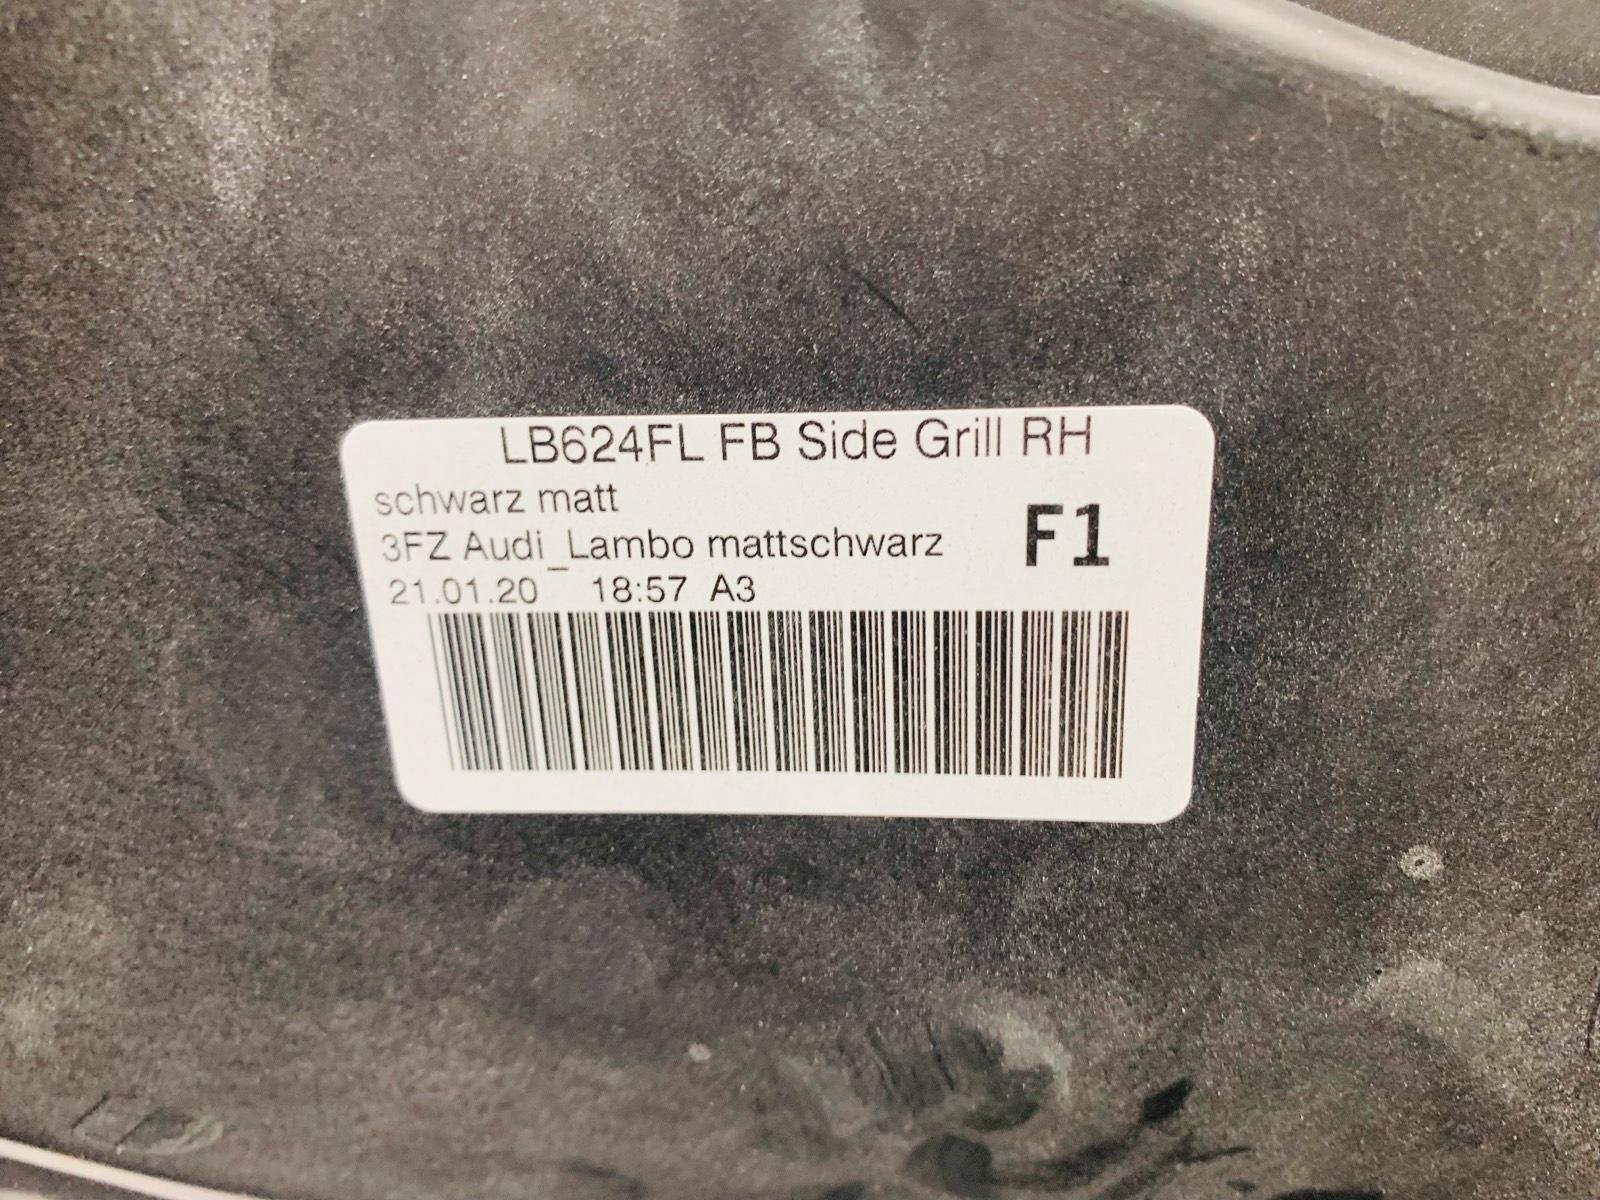 LB624FL FB Side Grill RH
schwarz matt
3FZ Audi_Lambo mattschwarz F1
21.01.20 18:57 A3